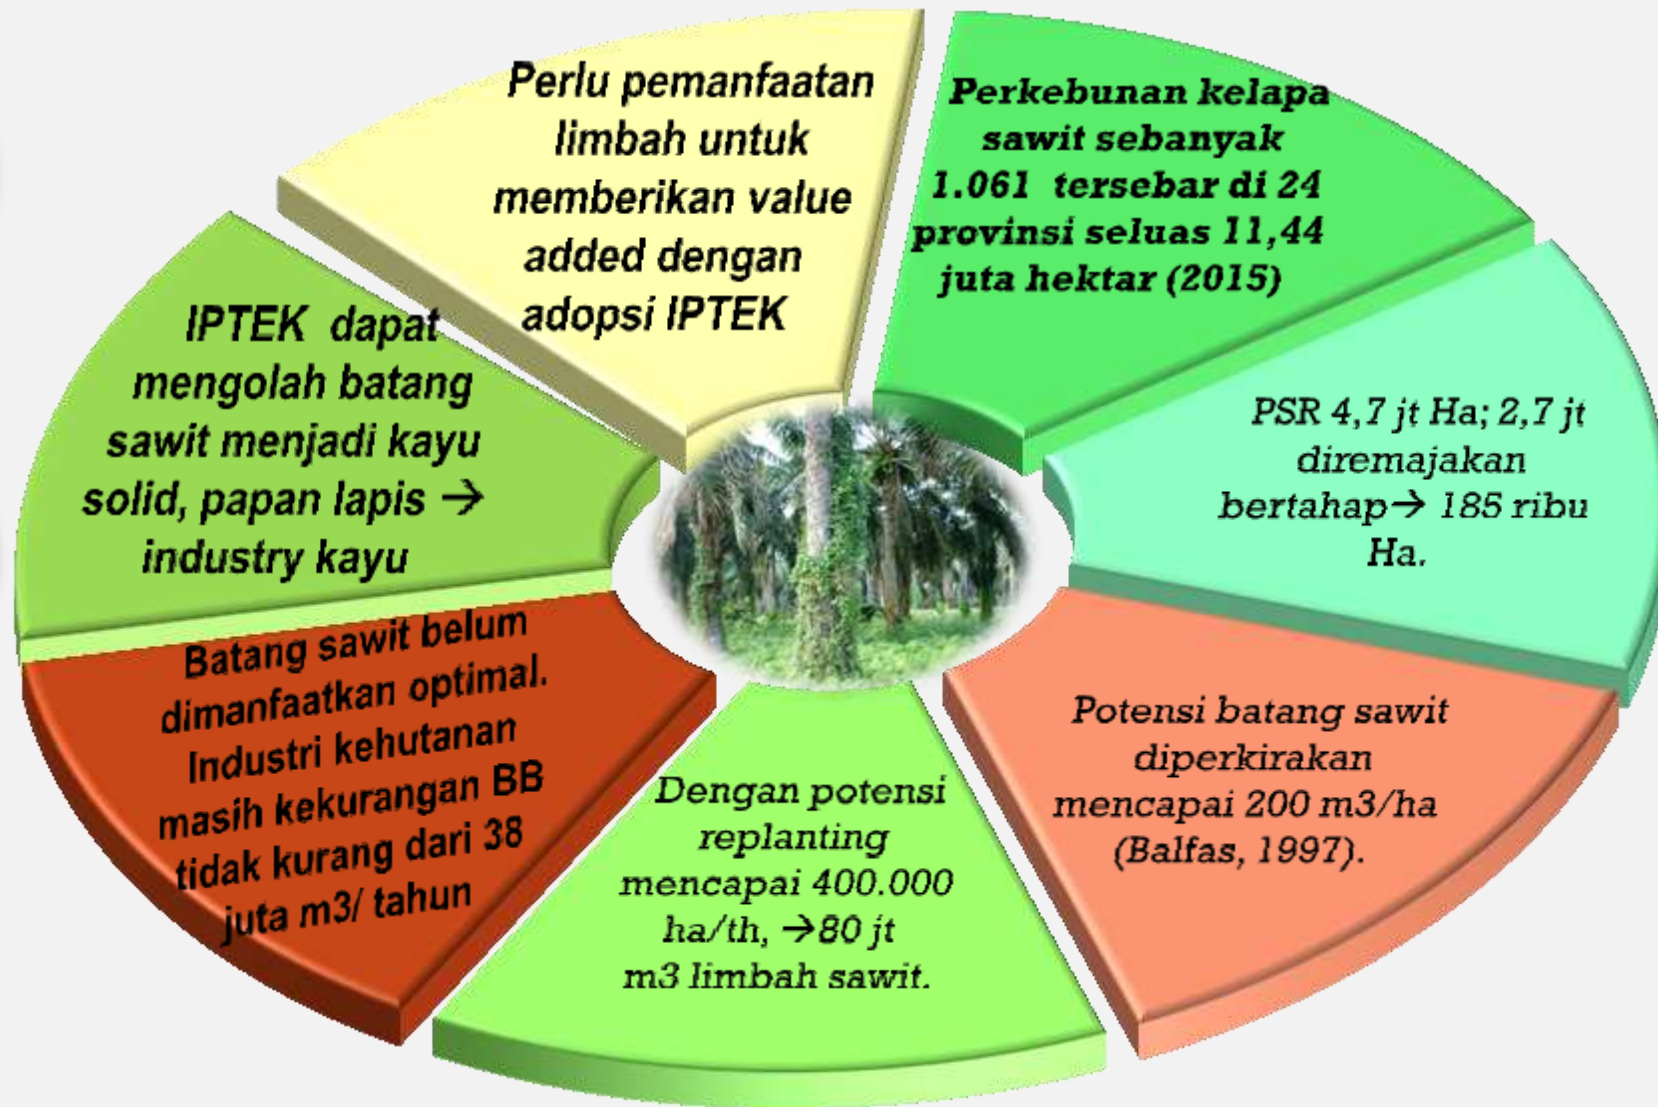 Perkebunan kelapa
sawit sebanyak
1.061 tersebar di 24
provinsi seluas 11,44
juta hektar (2015)
PSR 4,7 jt Ha; 2,7 jt
diremajakan
bertahap→ 185 ribu
Ha.
Potensi batang sawit
diperkirakan
mencapai 200 m3/ha
(Balfas, 1997).
Dengan potensi
replanting
mencapai 400.000
ha/th, →80 jt
m3 limbah sawit.
Batang sawit belum
dimanfaatkan optimal.
Industri kehutanan
masih kekurangan BB
tidak kurang dari 38
juta m3/ tahun
IPTEK dapat
mengolah batang
sawit menjadi kayu
solid, papan lapis →
industry kayu
Perlu pemanfaatan
limbah untuk
memberikan value
added dengan
adopsi IPTEK